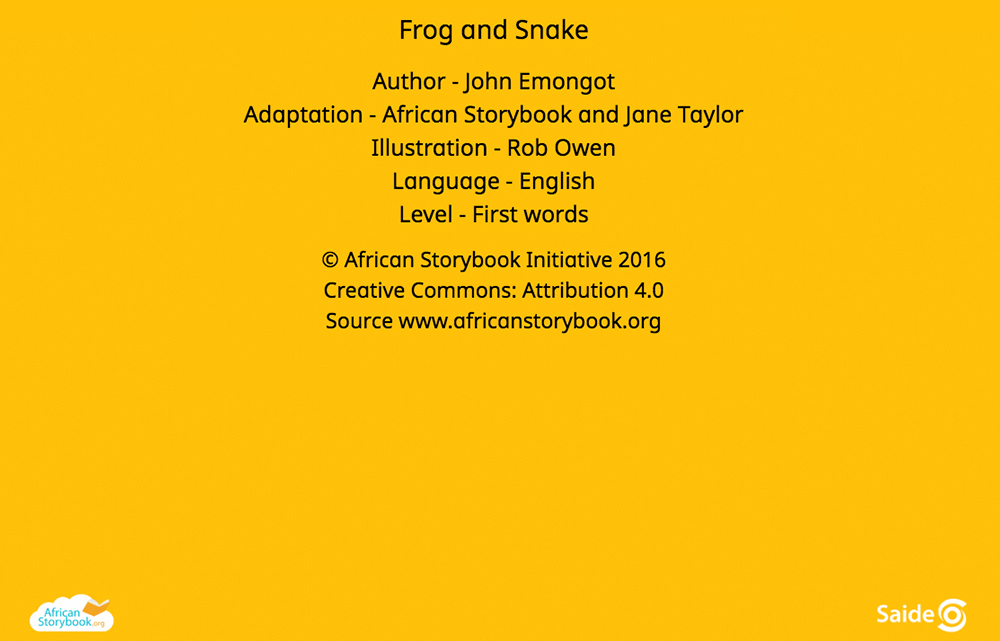 Frog and Snake
Author - John Emongot
Adaptation - African Storybook and Jane Taylor
Illustration - Rob Owen
Language - English
Level - First words
© African Storybook Initiative 2016
Creative Commons: Attribution 4.0
Source www.africanstorybook.org
African
Storybook.org
Saide